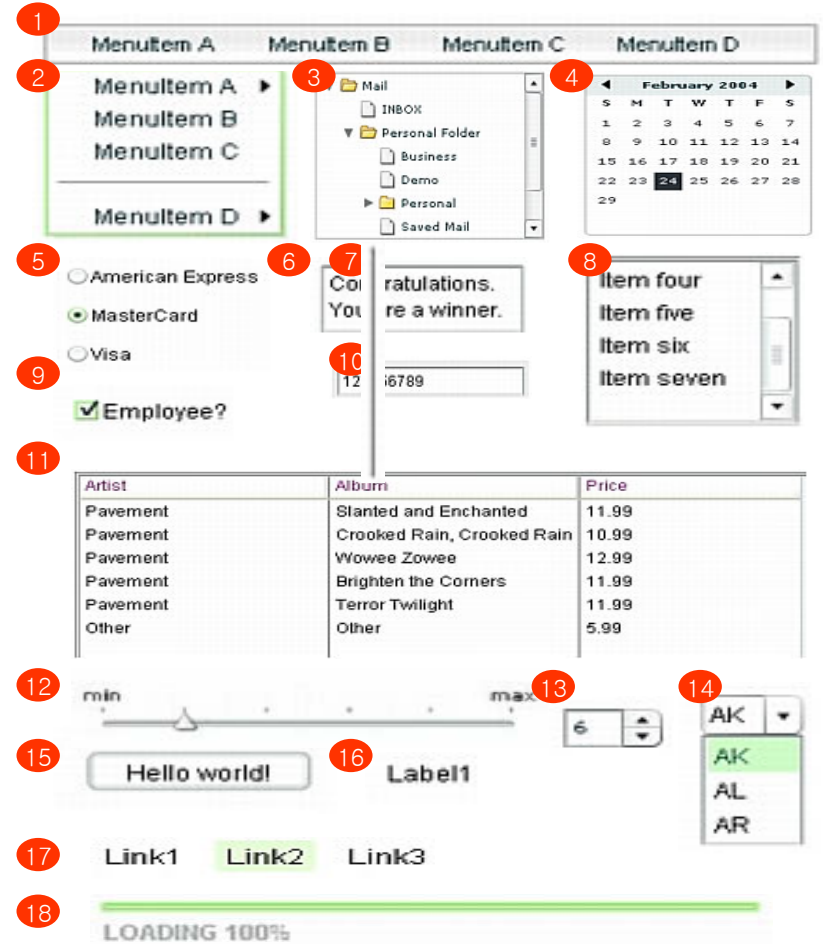 1
MenuItem A MenuItem B MenuItem C MenuItem D
2
MenuItem A
MenuItem B
MenuItem C
MenuItem D
3
Mail
INBOX
Personal Folder
Business
Demo
Personal
Saved Mail
4
February 2004
S M T W T F S
1 2 3 4 5 6 7
8 9 10 11 12 13 14
15 16 17 18 19 20 21
22 23 24 25 26 27 28
29
5
American Express
MasterCard
Visa
6
7
ratulations.
re a winner.
8
Item four
Item five
Item six
Item seven
9
Employee?
10
6789
11
Artist Album Price
Pavement Slanted and Enchanted 11.99
Pavement Crooked Rain, Crooked Rain 10.99
Pavement Wowee Zowee 12.99
Pavement Brighten the Corners 11.99
Pavement Terror Twilight 11.99
Other Other 5.99
12
min max
13
6
14
AK
AK
AL
AR
15
Hello world!
16
Label1
17
Link1 Link2 Link3
18
LOADING 100%